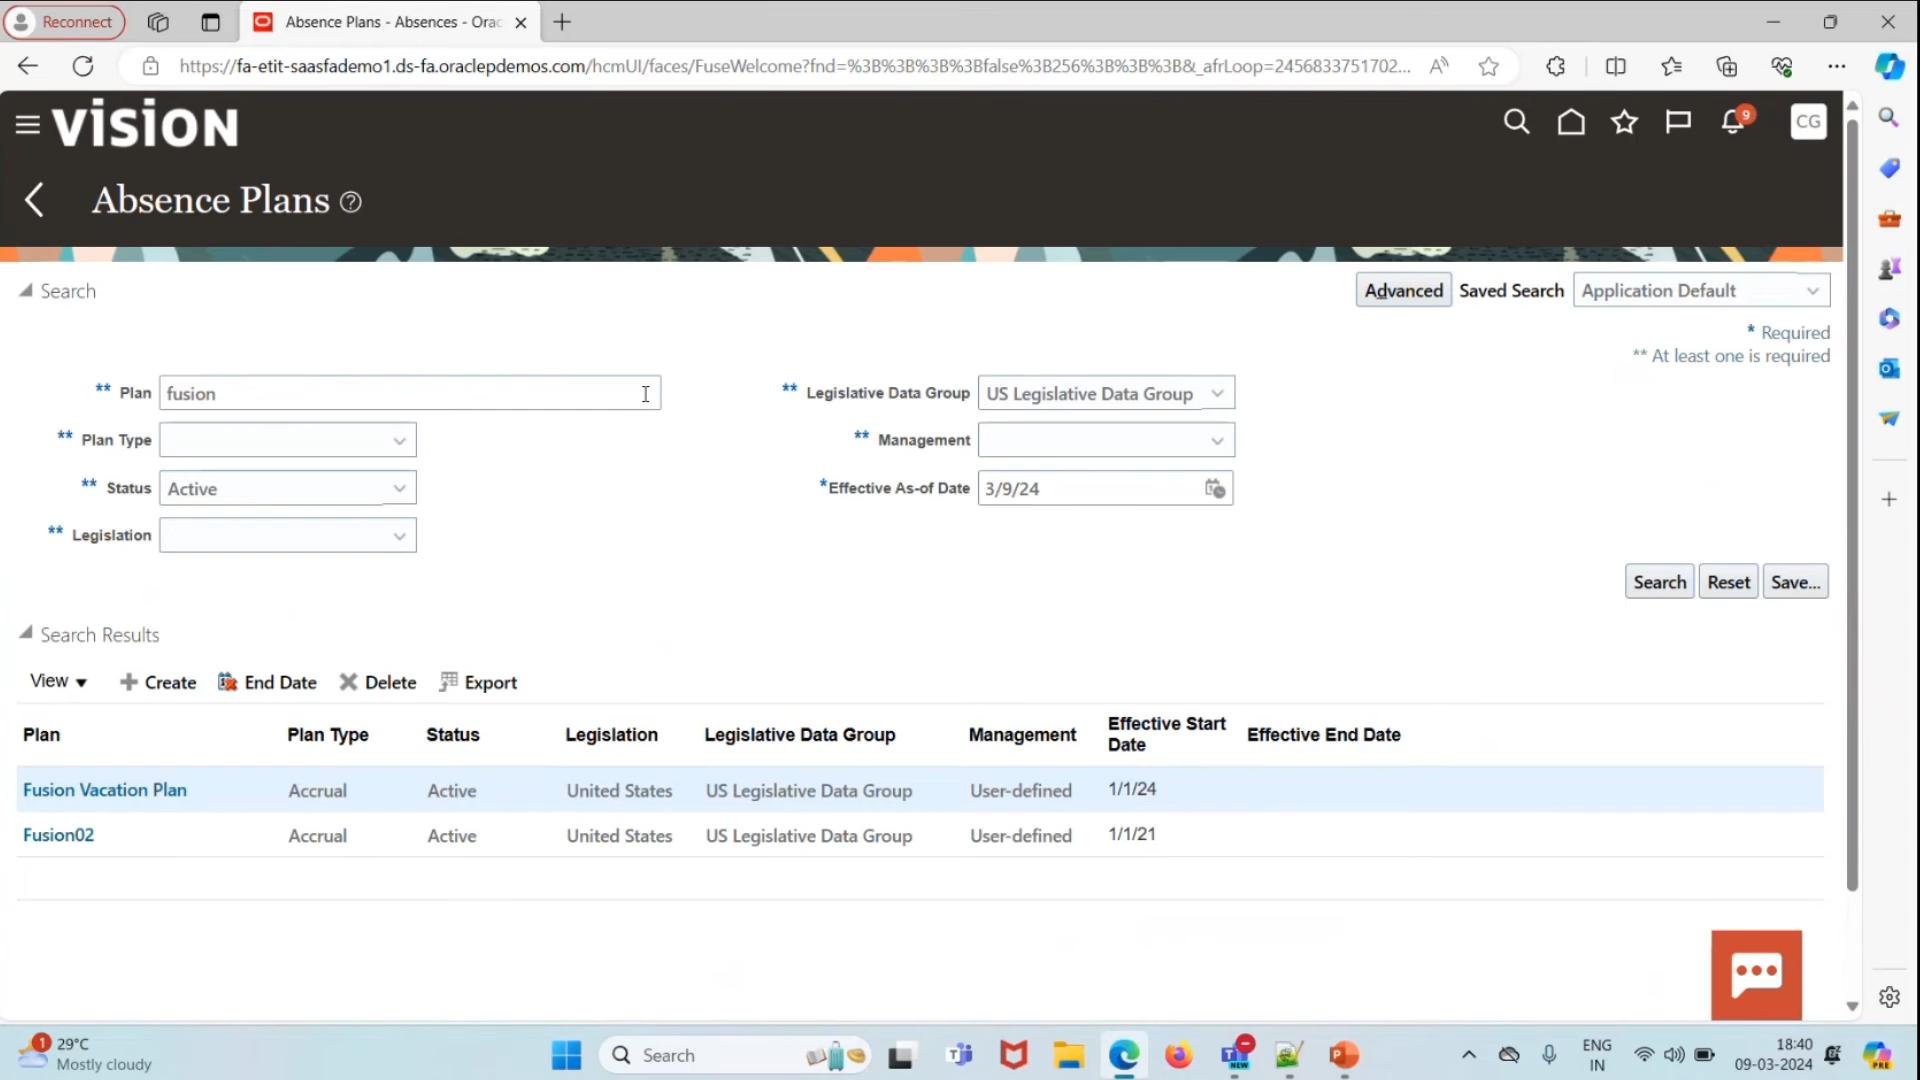 Reconnect
Absence Plans - Absences - Orac
https://fa-etit-saasfademo1.ds-fa.oraclepdemos.com/hcmUI/faces/FuseWelcome?fnd=%3B%3B%3B%3Bfalse%3B256%3B%3B%3B&_afrLoop=2456833751702...
vision
9
CG
Absence Plans
Search
Advanced Saved Search Application Default
* Required
** At least one is required
** Plan fusion
** Legislative Data Group US Legislative Data Group
** Plan Type
** Management
** Status Active
*Effective As-of Date 3/9/24
** Legislation
Search Reset Save...
Search Results
View Create End Date Delete Export
Plan Plan Type Status Legislation Legislative Data Group Management Effective Start Date Effective End Date
Fusion Vacation Plan Accrual Active United States US Legislative Data Group User-defined 1/1/24
Fusion02 Accrual Active United States US Legislative Data Group User-defined 1/1/21
1
29°C
Mostly cloudy
Search
NEW
ENG
IN
18:40
09-03-2024
PRE